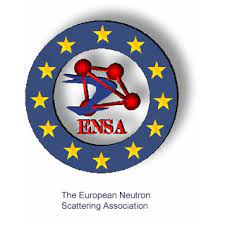 ENSA
The European Neutron
Scattering Association